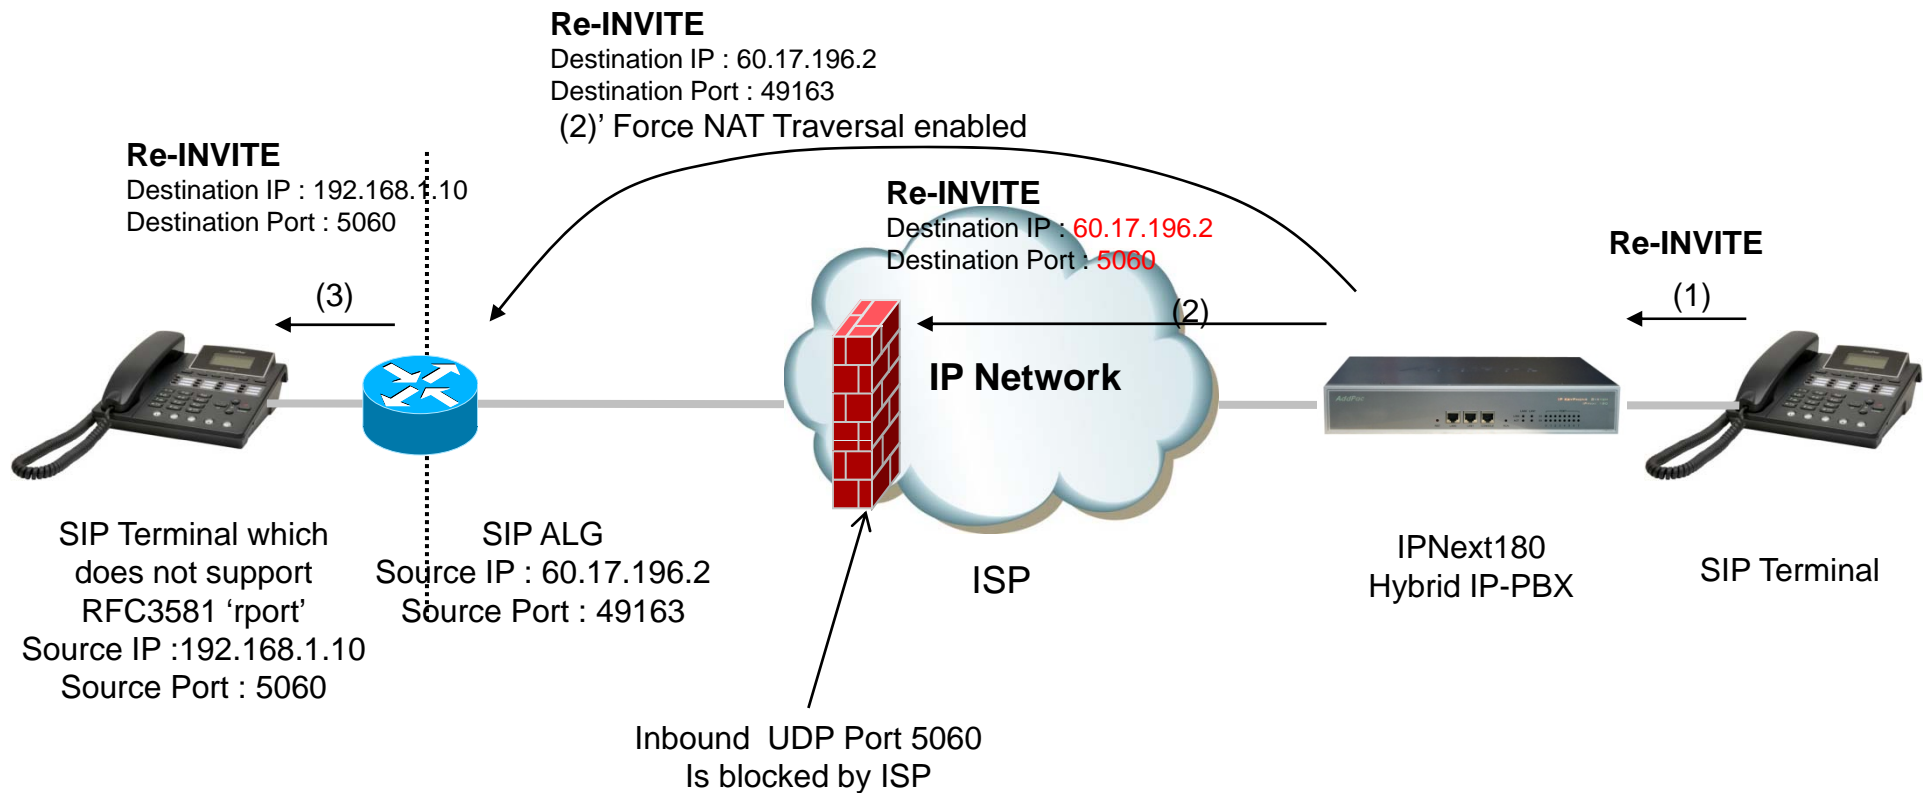 Re-INVITE
Destination IP : 60.17.196.2
Destination Port : 49163
(2)’ Force NAT Traversal enabled
Re-INVITE
Destination IP : 192.168.1.10
Destination Port : 5060
Re-INVITE
Destination IP : 60.17.196.2
Destination Port : 5060
Re-INVITE
(3)
(2)
(1)
IP Network
AddPac
SIP Terminal which
does not support
RFC3581 ‘rport’
Source IP :192.168.1.10
Source Port : 5060
SIP ALG
Source IP : 60.17.196.2
Source Port : 49163
ISP
IPNext180
Hybrid IP-PBX
SIP Terminal
Inbound  UDP Port 5060
Is blocked by ISP